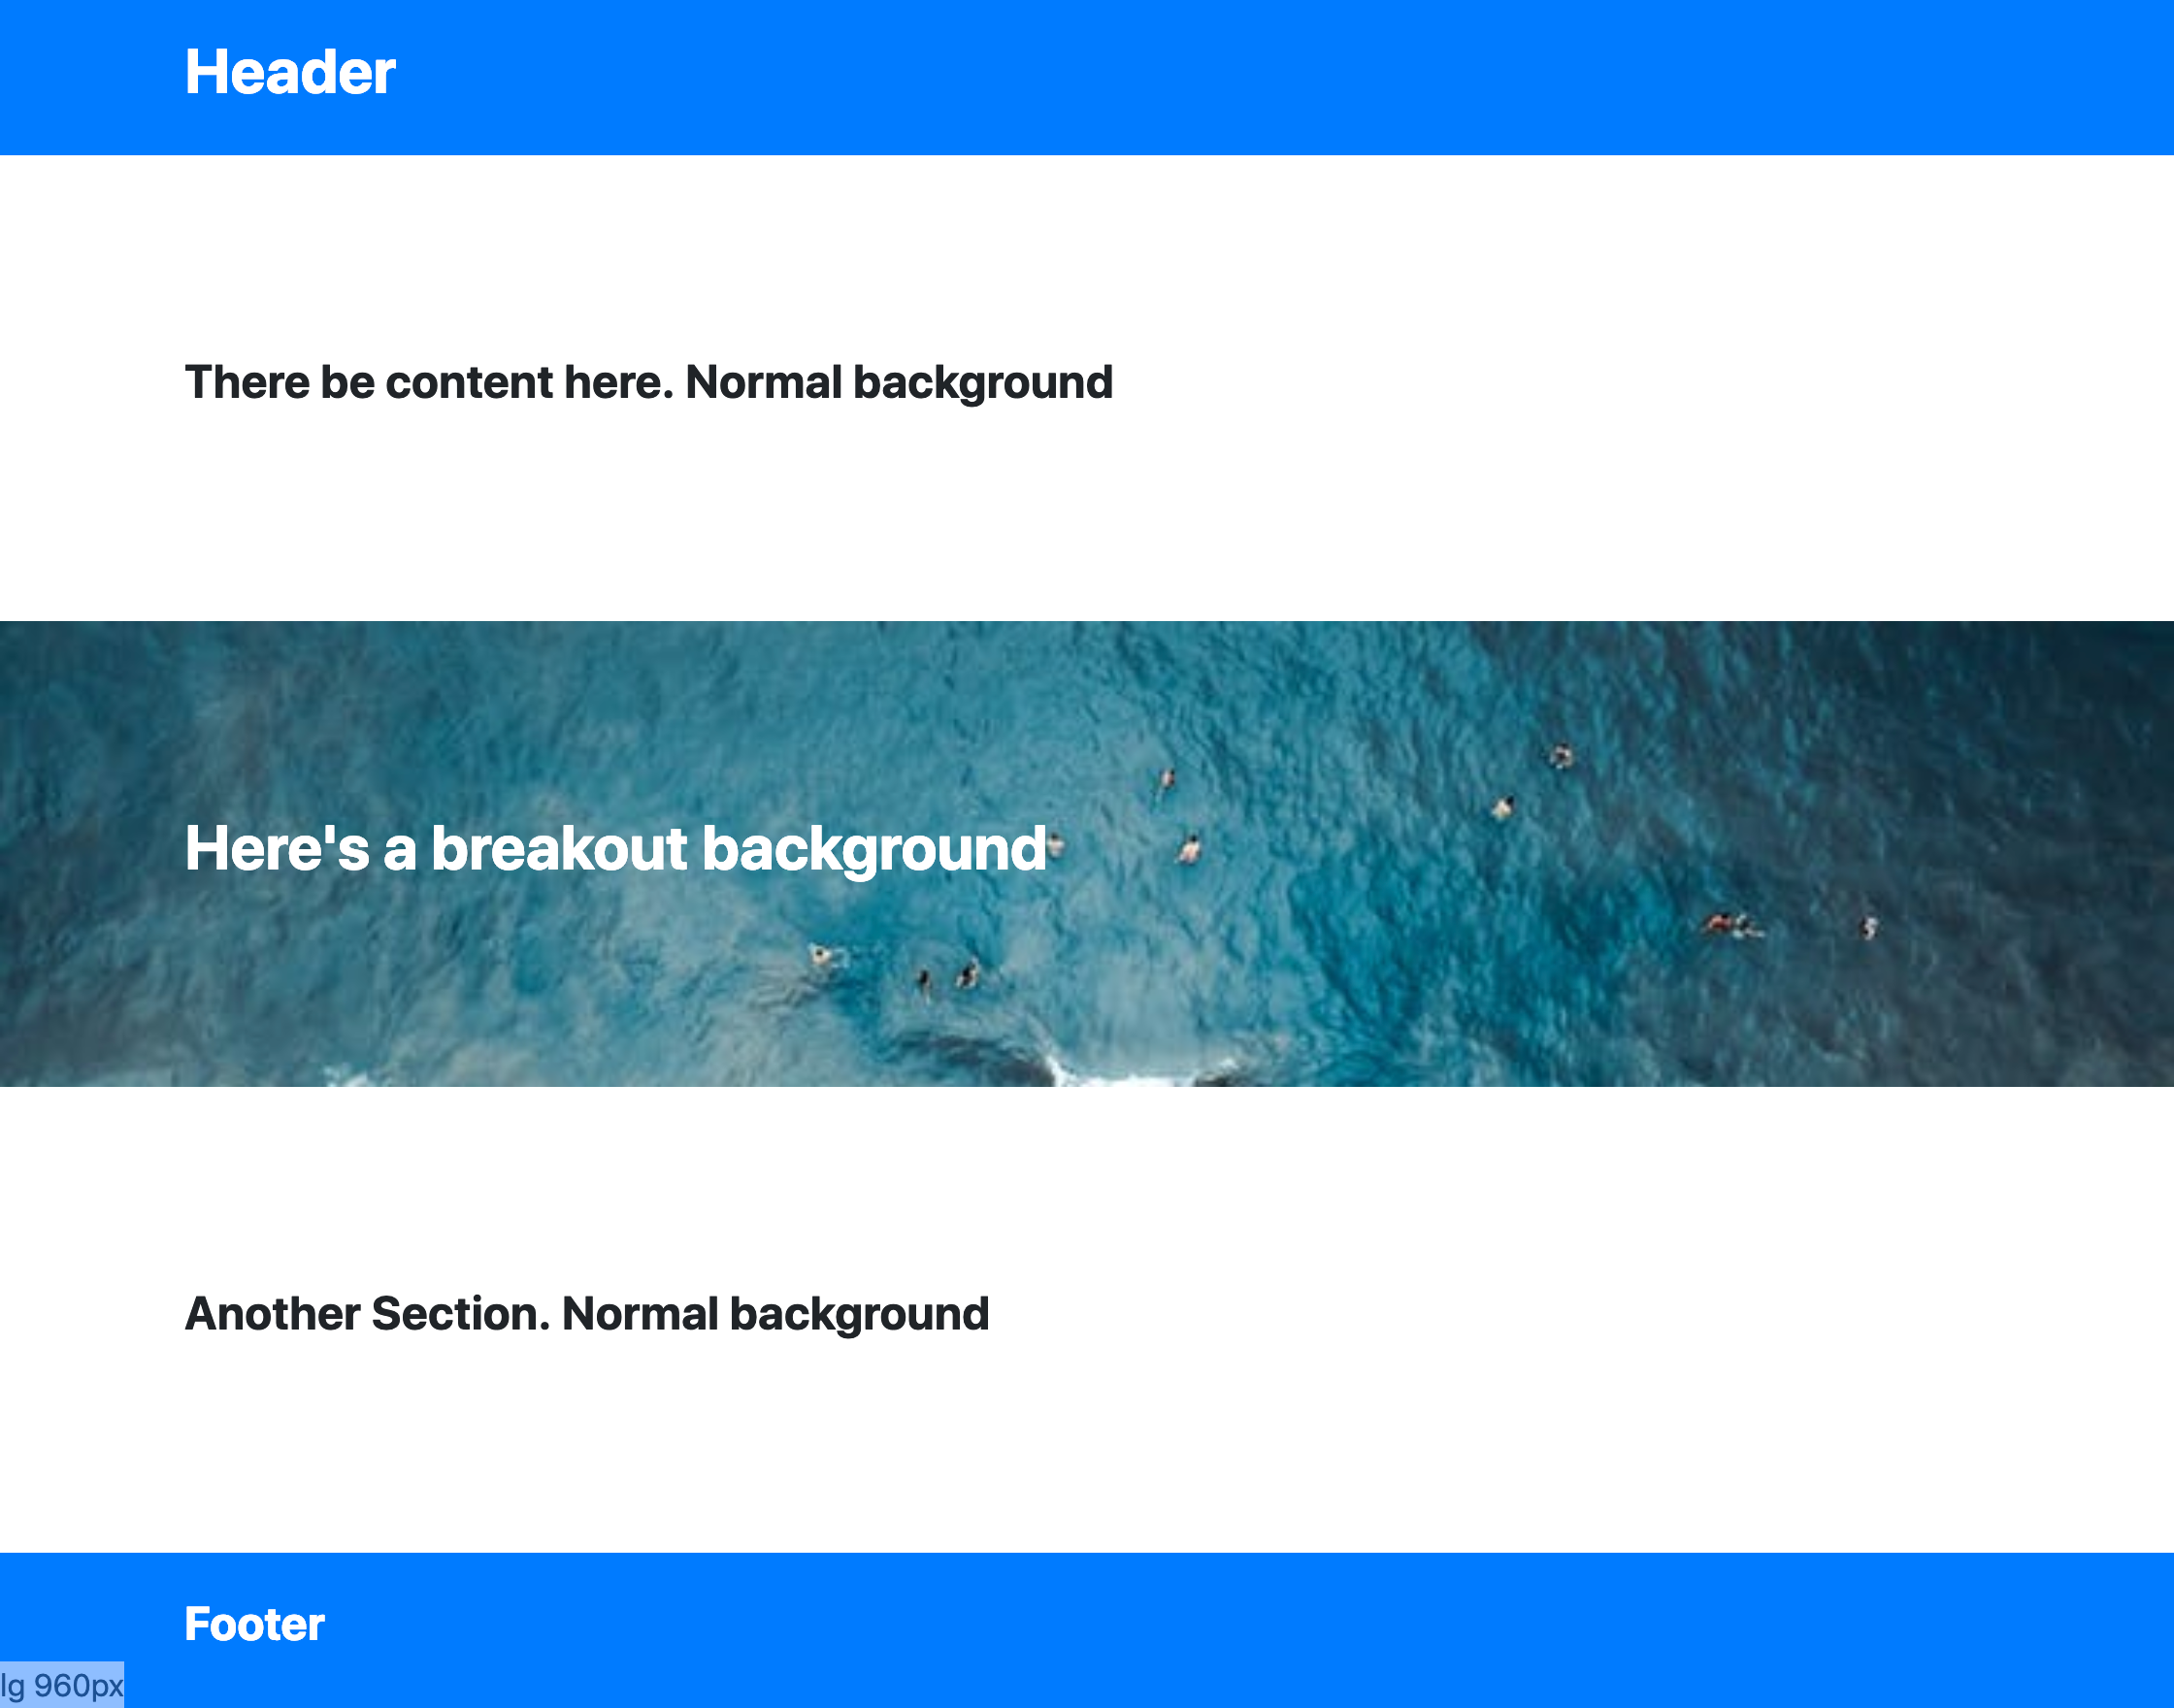 Header
There be content here. Normal background
Here's a breakout background
Another Section. Normal background
Footer
lg 960px